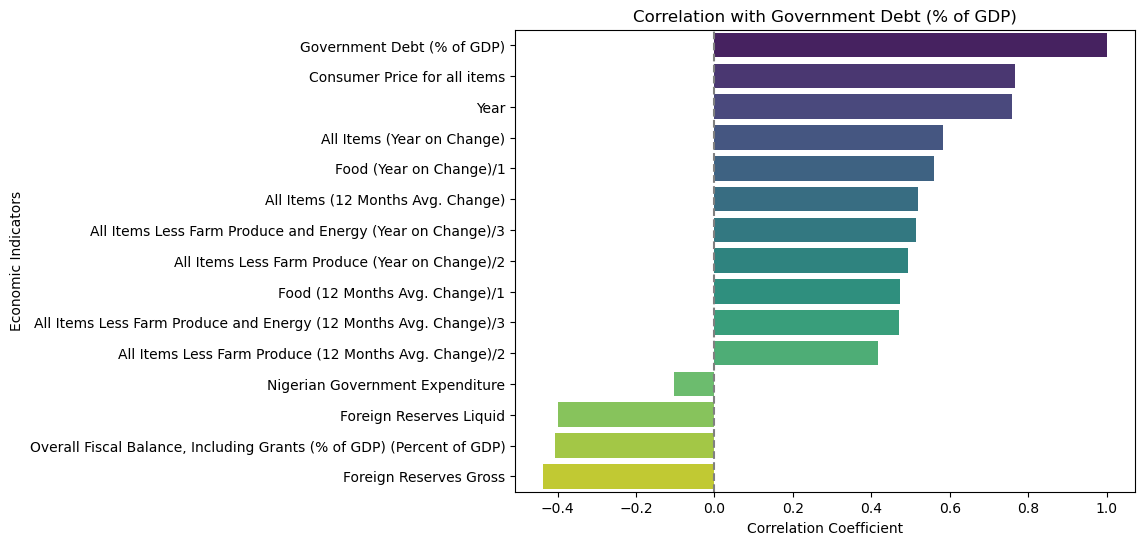 Correlation with Government Debt (% of GDP)
Economic Indicators
Government Debt (% of GDP)
Consumer Price for all items
Year
All Items (Year on Change)
Food (Year on Change)/1
All Items (12 Months Avg. Change)
All Items Less Farm Produce and Energy (Year on Change)/3
All Items Less Farm Produce (Year on Change)/2
Food (12 Months Avg. Change)/1
All Items Less Farm Produce and Energy (12 Months Avg. Change)/3
All Items Less Farm Produce (12 Months Avg. Change)/2
Nigerian Government Expenditure
Foreign Reserves Liquid
Overall Fiscal Balance, Including Grants (% of GDP) (Percent of GDP)
Foreign Reserves Gross
−0.4 −0.2 0.0 0.2 0.4 0.6 0.8 1.0
Correlation Coefficient